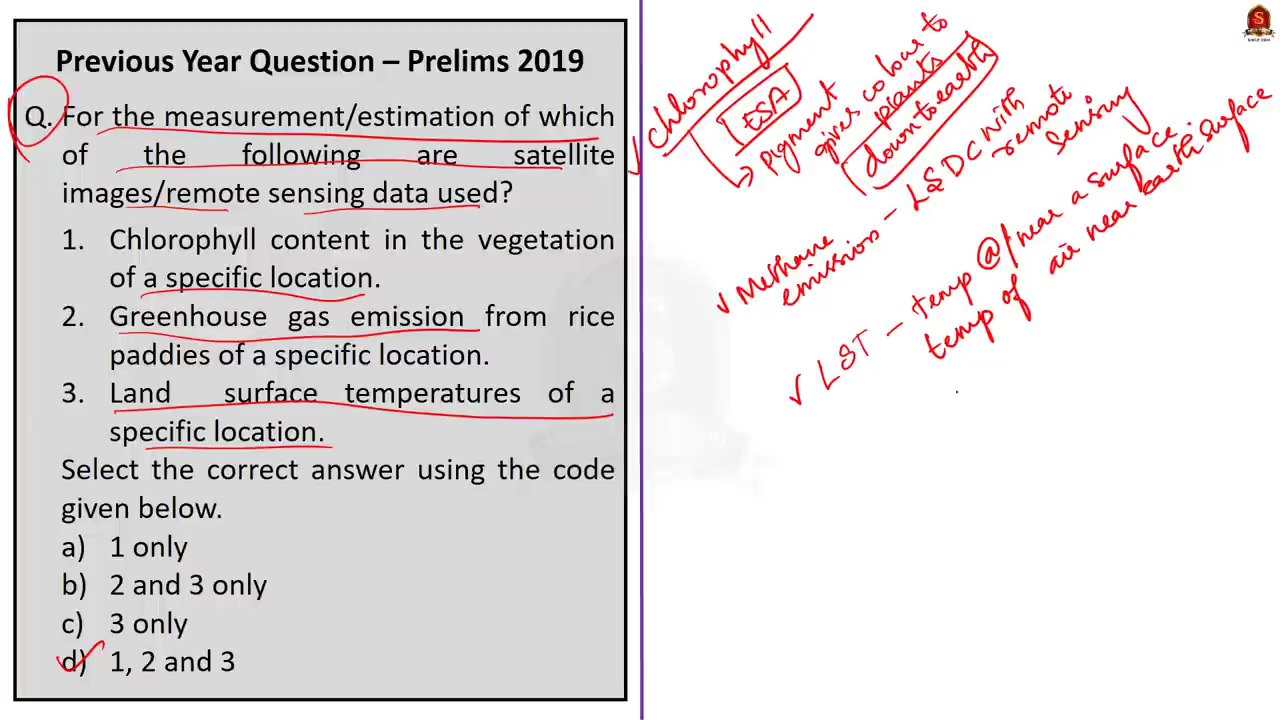 Previous Year Question – Prelims 2019
Q. For the measurement/estimation of which
of the following are satellite
images/remote sensing data used?
1. Chlorophyll content in the vegetation
of a specific location.
2. Greenhouse gas emission from rice
paddies of a specific location.
3. Land surface temperatures of a
specific location.
Select the correct answer using the code
given below.
a) 1 only
b) 2 and 3 only
c) 3 only
d) 1, 2 and 3
Chlorophyll
ESA
pigment
gives colour to
plants
down to earth
Methane
emission – LSDC with
remote
sensing
LST – temp @/near a surface
temp of air near earth surface